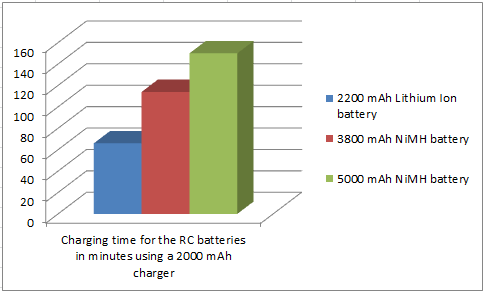 160
140
120
100
80
60
40
20
0
2200 mAh Lithium Ion
battery
3800 mAh NiMH battery
5000 mAh NiMH battery
Charging time for the RC batteries
in minutes using a 2000 mAh
charger